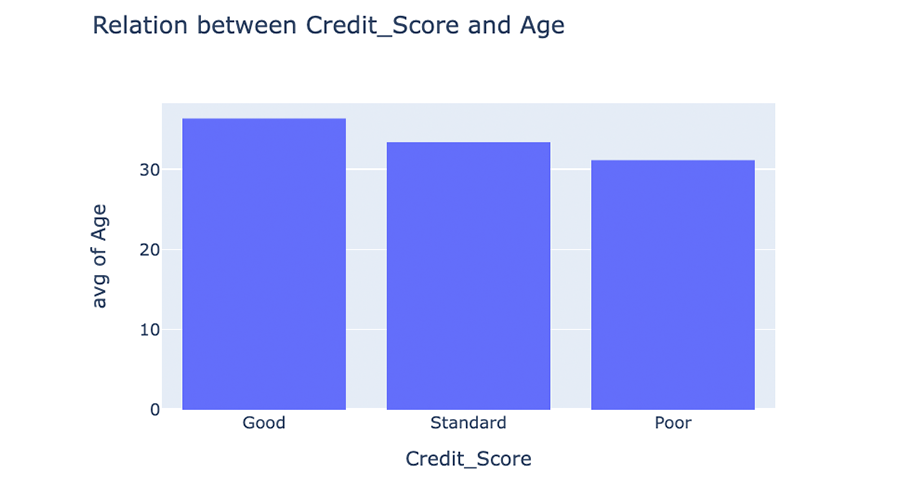 Relation between Credit_Score and Age
avg of Age
30
20
10
0
Good Standard Poor
Credit_Score